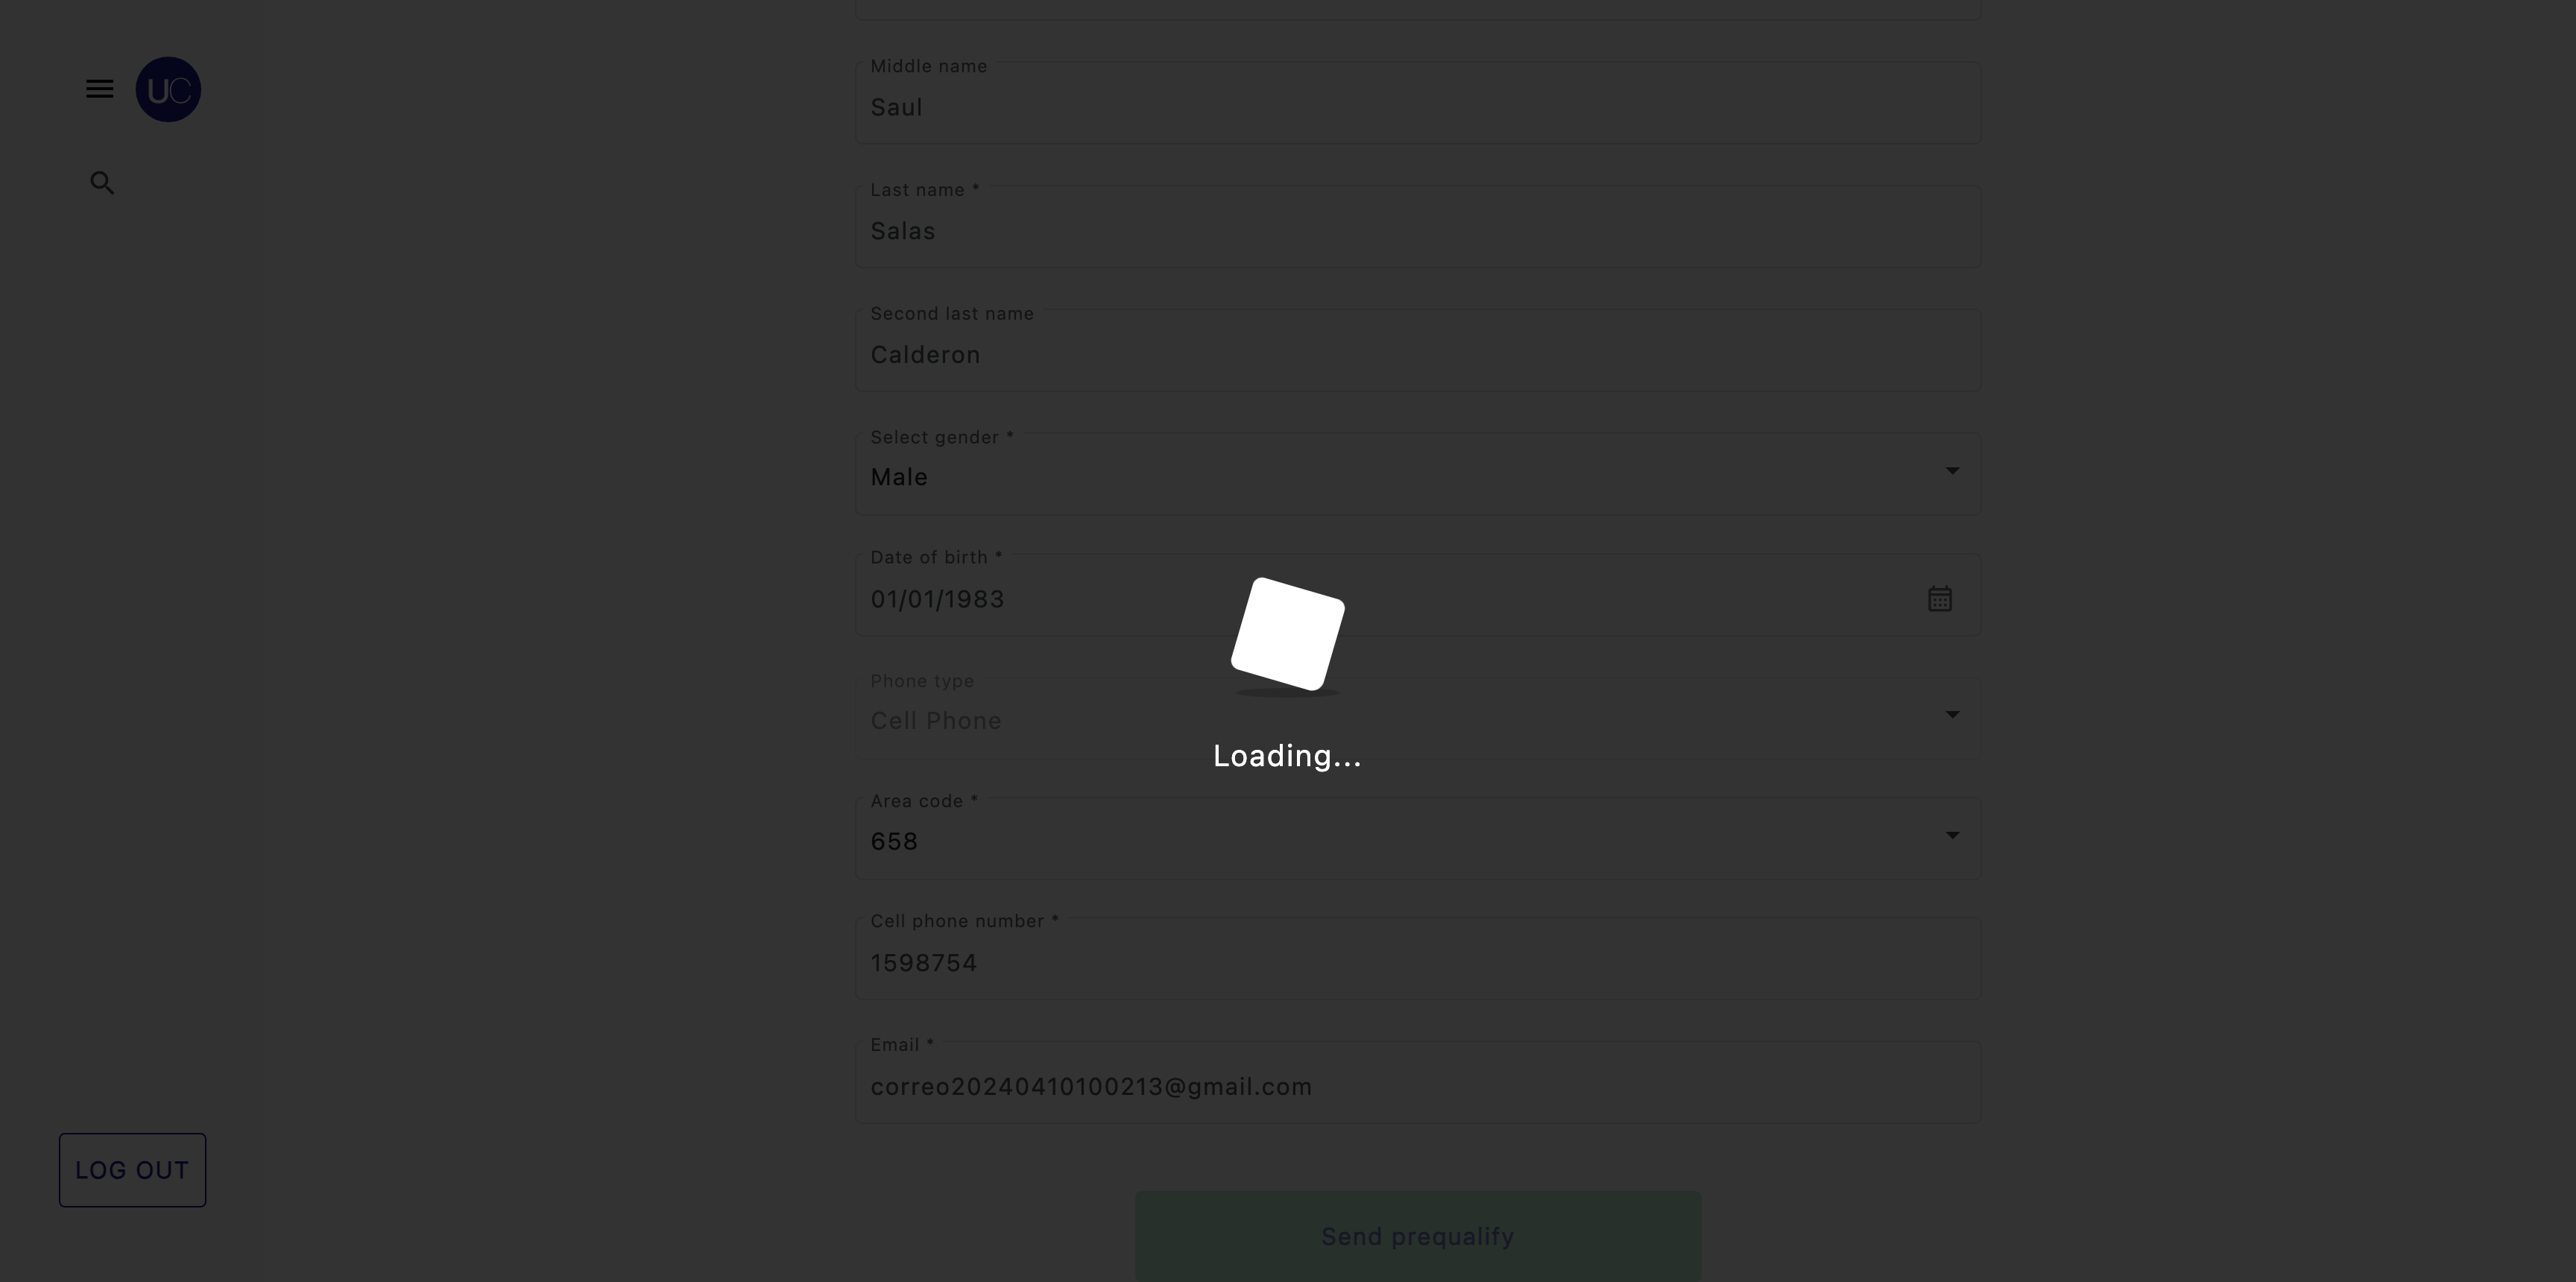 UC
Middle name
Saul
Last name *
Salas
Second last name
Calderon
Select gender *
Male
Date of birth *
01/01/1983
Phone type
Cell Phone
Loading...
Area code *
658
Cell phone number *
1598754
Email *
correo20240410100213@gmail.com
LOG OUT
Send prequalify